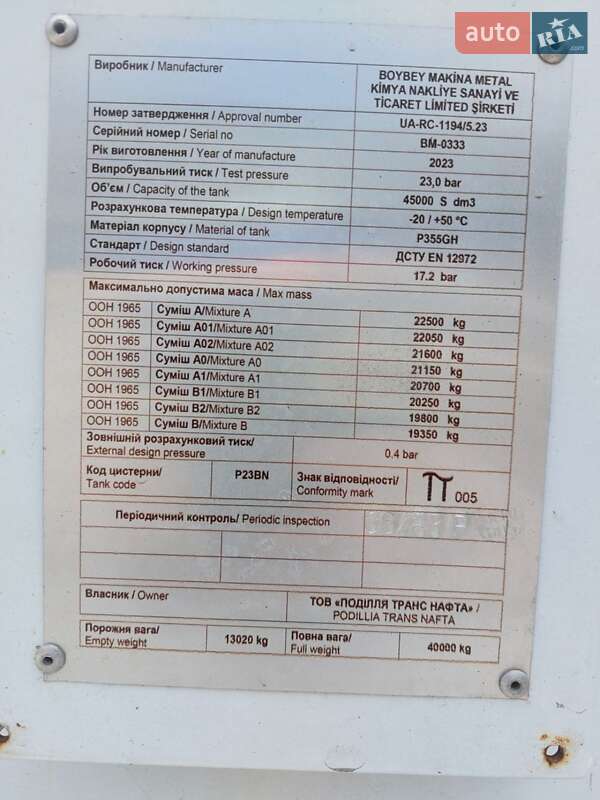 auto RIA.com
Виробник / Manufacturer
BOYBEY MAKİNA METAL
KİMYA NAKLİYE SANAYİ VE
TİCARET LİMİTED ŞİRKETİ
Номер затвердження / Approval number UA-RC-1194/5.23
Серійний номер / Serial no BM-0333
Рік виготовлення / Year of manufacture 2023
Випробувальний тиск / Test pressure 23,0 bar
Об'єм / Capacity of the tank 45000 S dm3
Розрахункова температура / Design temperature -20 / +50 °C
Матеріал корпусу / Material of tank P355GH
Стандарт / Design standard ДСТУ EN 12972
Робочий тиск / Working pressure 17.2 bar
Максимально допустима маса / Max mass
ООН 1965 Суміш A/Mixture A 22500 kg
ООН 1965 Суміш A01/Mixture A01 22050 kg
ООН 1965 Суміш A02/Mixture A02 21600 kg
ООН 1965 Суміш A0/Mixture A0 21150 kg
ООН 1965 Суміш A1/Mixture A1 20700 kg
ООН 1965 Суміш B1/Mixture B1 20250 kg
ООН 1965 Суміш B2/Mixture B2 19800 kg
ООН 1965 Суміш B/Mixture B 19350 kg
Зовнішній розрахунковий тиск/
External design pressure 0,4 bar
Код цистерни/ P23BN Знак відповідності/
Tank code Conformity mark π 005
Періодичний контроль/ Periodic inspection
Власник / Owner ТОВ «ПОДІЛЛЯ ТРАНС НАФТА» /
PODILLIA TRANS NAFTA
Порожня вага/ 13020 kg Повна вага/ 40000 kg
Empty weight Full weight